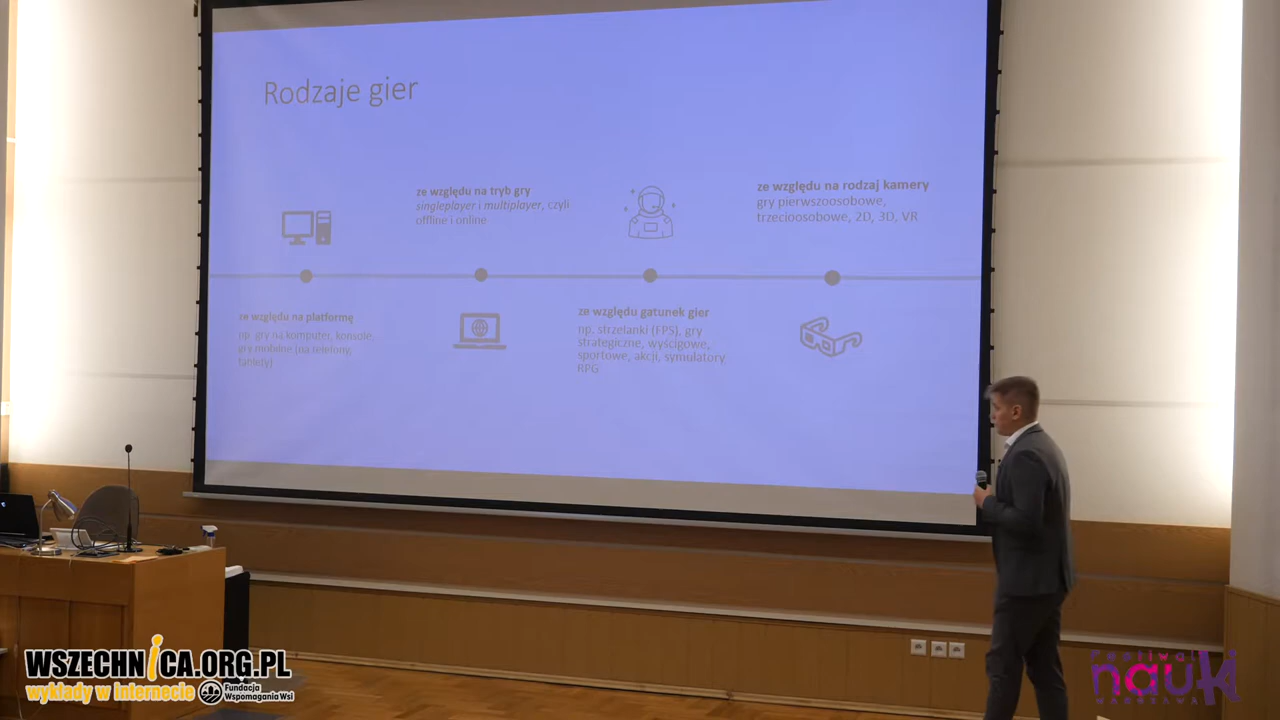 Rodzaje gier
ze względu na platformę
np. gry na komputer, konsole,
gry mobilne (na telefony,
tablety)
ze względu na tryb gry
singleplayer i multiplayer, czyli
offline i online
ze względu gatunek gier
np. strzelanki (FPS), gry
strategiczne, wyścigowe,
sportowe, akcji, symulatory,
RPG
ze względu na rodzaj kamery
gry pierwszoosobowe,
trzecioosobowe, 2D, 3D, VR
WSZECHNiCA.ORG.PL
wykłady w internecie
Fundacja
Wspomagania Wsi
Festiwal
nauki
WARSZAWA